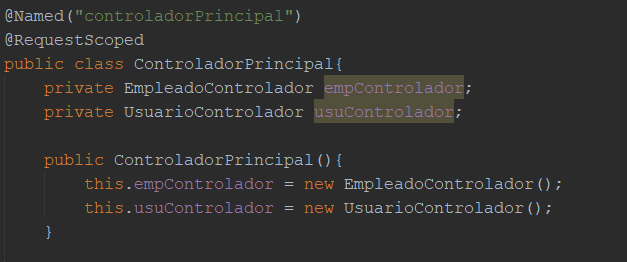 @Named("controladorPrincipal")
@RequestScoped
public class ControladorPrincipal{
    private EmpleadoControlador empControlador;
    private UsuarioControlador usuControlador;

    public ControladorPrincipal(){
        this.empControlador = new EmpleadoControlador();
        this.usuControlador = new UsuarioControlador();
    }